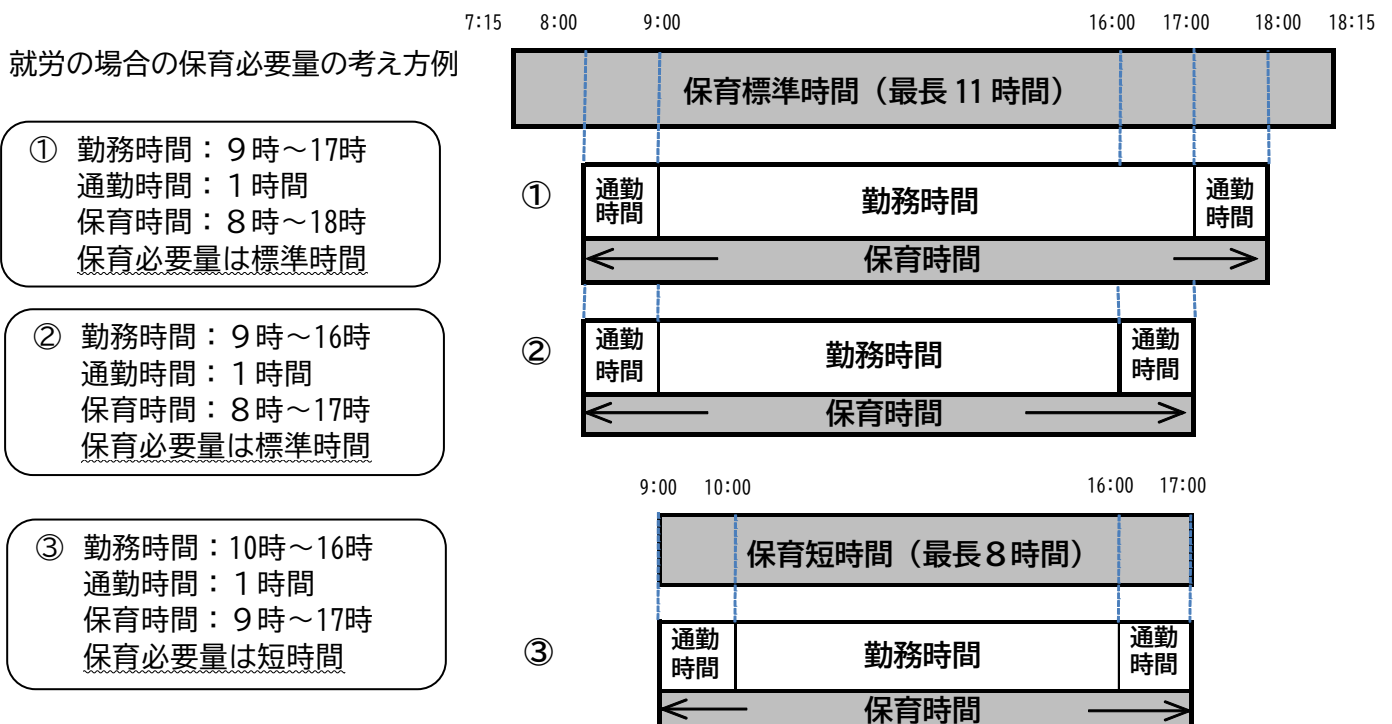 7:15 8:00 9:00 16:00 17:00 18:00 18:15
就労の場合の保育必要量の考え方例
保育標準時間（最長 11 時間）
① 勤務時間：９時～17時
通勤時間：１時間
保育時間：８時～18時
保育必要量は標準時間
①
通勤
時間
勤務時間
通勤
時間
保育時間
② 勤務時間：９時～16時
通勤時間：１時間
保育時間：８時～17時
保育必要量は標準時間
②
通勤
時間
勤務時間
通勤
時間
保育時間
9:00 10:00 16:00 17:00
保育短時間（最長８時間）
③ 勤務時間：10時～16時
通勤時間：１時間
保育時間：９時～17時
保育必要量は短時間
③
通勤
時間
勤務時間
通勤
時間
保育時間